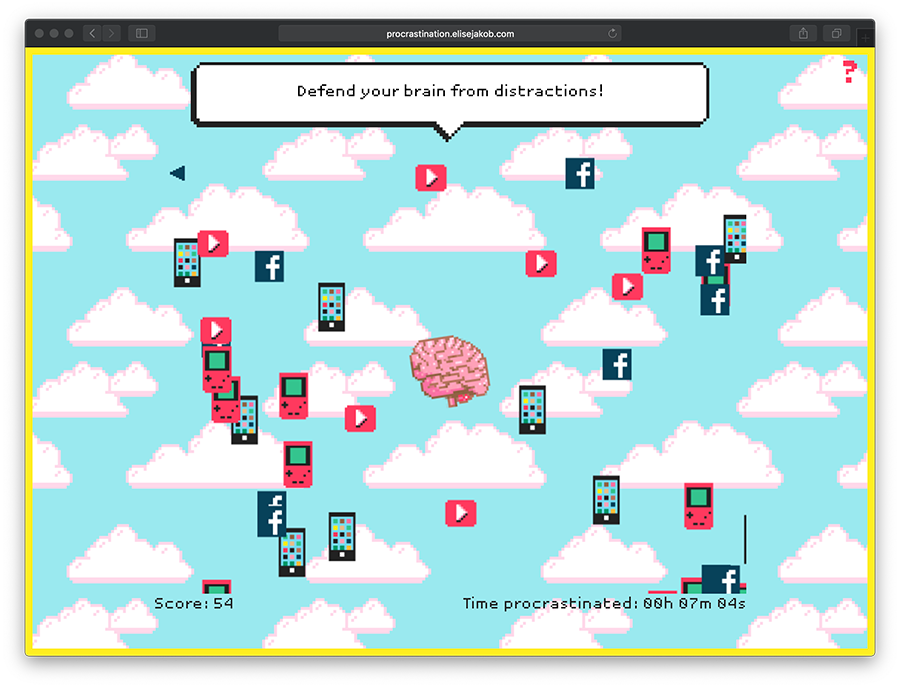 procrastination.elisejakob.com
Defend your brain from distractions!
?
Score: 54
Time procrastinated: 00h 07m 04s